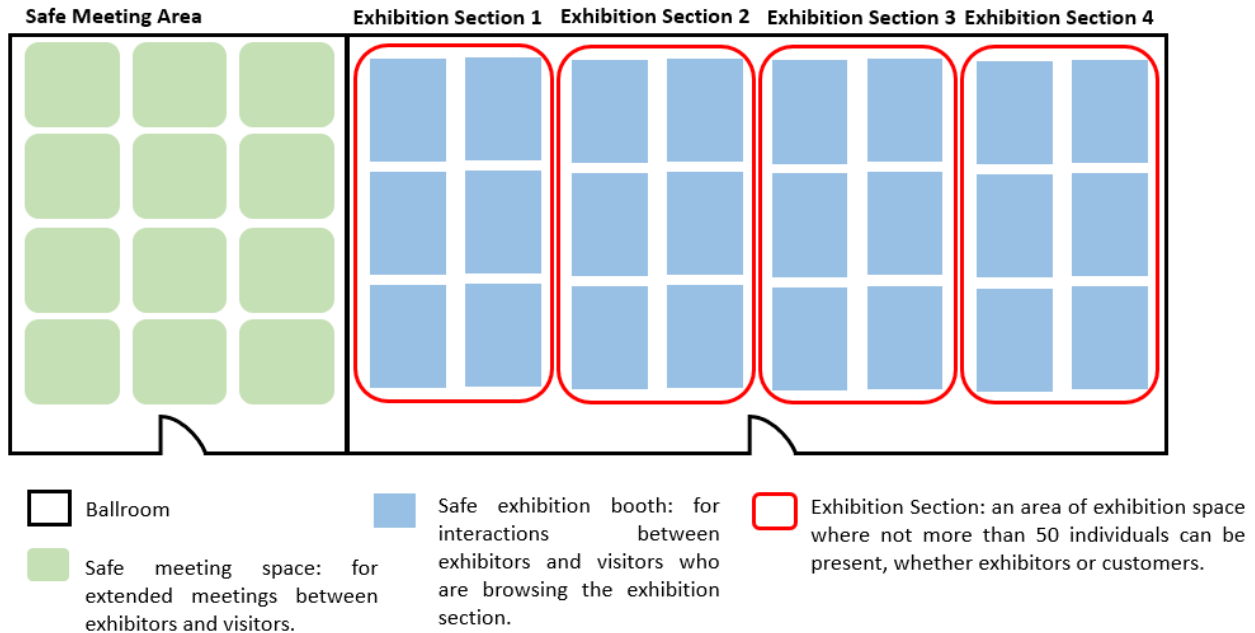 Safe Meeting Area
Exhibition Section 1
Exhibition Section 2
Exhibition Section 3
Exhibition Section 4
Ballroom
Safe meeting space: for
extended meetings between
exhibitors and visitors.
Safe exhibition booth: for
interactions between
exhibitors and visitors who
are browsing the exhibition
section.
Exhibition Section: an area of exhibition space
where not more than 50 individuals can be
present, whether exhibitors or customers.